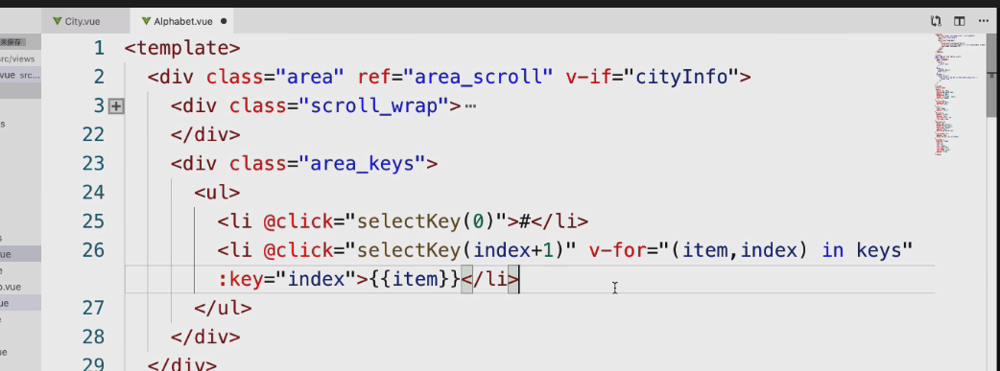 City.vue Alphabet.vue
未保存
src/views
vue src...
1 <template>
2 <div class="area" ref="area_scroll" v-if="cityInfo">
3 <div class="scroll_wrap">⋯
22 </div>
23 <div class="area_keys">
24 <ul>
25 <li @click="selectKey(0)">#</li>
26 <li @click="selectKey(index+1)" v-for="(item,index) in keys"
:key="index">{{item}}</li>
27 </ul>
28 </div>
29 </div>